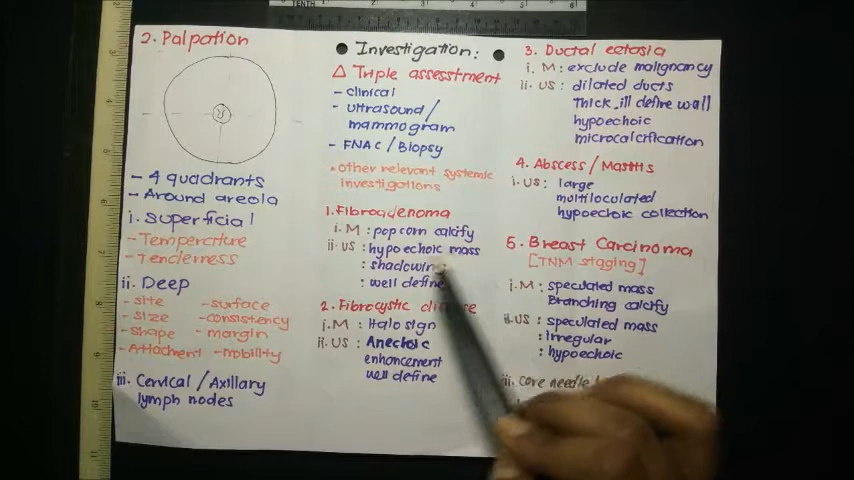 2. Palpation
- 4 quadrants
- Around areola
i. Superficial
- Temperature
- Tenderness
ii. Deep
- site - surface
- size - consistency
- shape - margin
- Attachment - mobility
iii. Cervical / Axillary
lymph nodes
Investigation:
Δ Triple assesstment
- clinical
- ultrasound /
mammogram
- FNAC / Biopsy
• other relevant systemic
investigations
1. Fibroadenoma
i. M : pop corn calcify
ii. US : hypoechoic mass
: shadowing
: well define
2. Fibrocystic
i. M : Halo sign
ii. US : Anechoic
enhancement
well define
3. Ductal ectasia
i. M : exclude malignancy
ii. US : dilated ducts
Thick, ill define wall
hypoechoic
microcalcification
4. Abscess / Mastitis
i. US : large
multiloculated
hypoechoic collection
5. Breast Carcinoma
[TNM stagging]
i. M : speculated mass
Branching calcify
ii. US : speculated mass
: irregular
: hypoechoic
iii. core needle